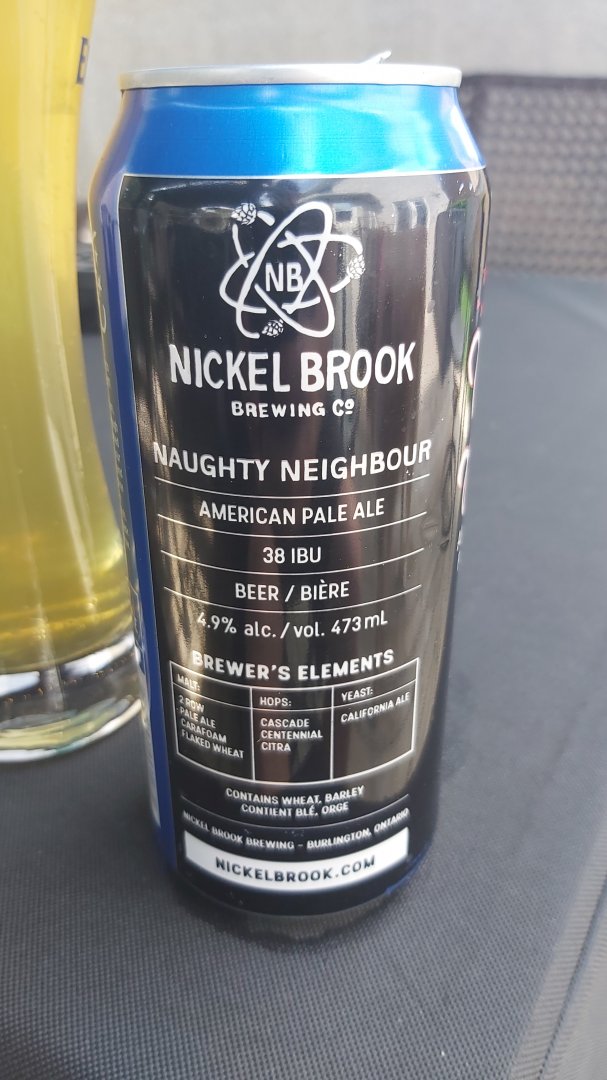 NB
NICKEL BROOK
BREWING Cº
NAUGHTY NEIGHBOUR
AMERICAN PALE ALE
38 IBU
BEER / BIÈRE
4.9% alc. / vol. 473mL
BREWER'S ELEMENTS
MALT:
2 ROW
PALE ALE
CARAFOAM
FLAKED WHEAT
HOPS:
CASCADE
CENTENNIAL
CITRA
YEAST:
CALIFORNIA ALE
CONTAINS WHEAT, BARLEY
CONTIENT BLÉ, ORGE
NICKEL BROOK BREWING – BURLINGTON, ONTARIO
NICKELBROOK.COM